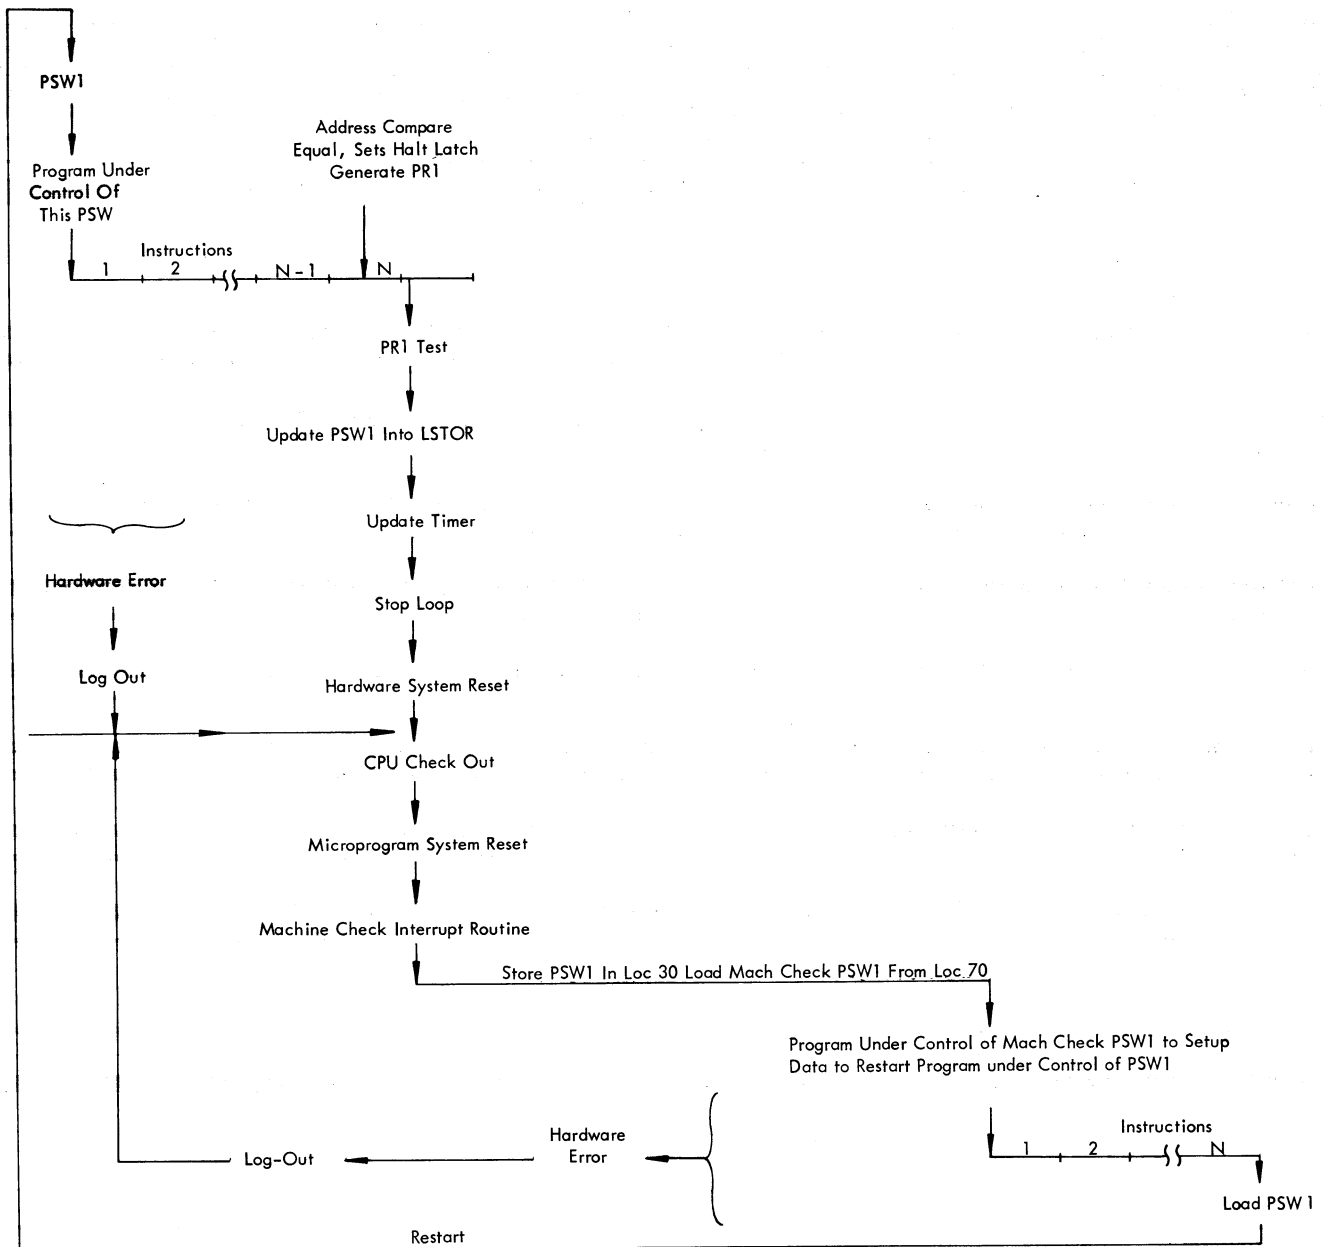 PSW1
Address Compare
Equal, Sets Halt Latch
Generate PR1
Program Under
Control Of
This PSW
Instructions
1 2 N-1 N
PR1 Test
Update PSW1 Into LSTOR
Update Timer
Hardware Error
Stop Loop
Log Out
Hardware System Reset
CPU Check Out
Microprogram System Reset
Machine Check Interrupt Routine
Store PSW1 In Loc 30 Load Mach Check PSW1 From Loc 70
Program Under Control of Mach Check PSW1 to Setup
Data to Restart Program under Control of PSW1
Instructions
1 2 N
Hardware
Error
Log-Out
Load PSW1
Restart